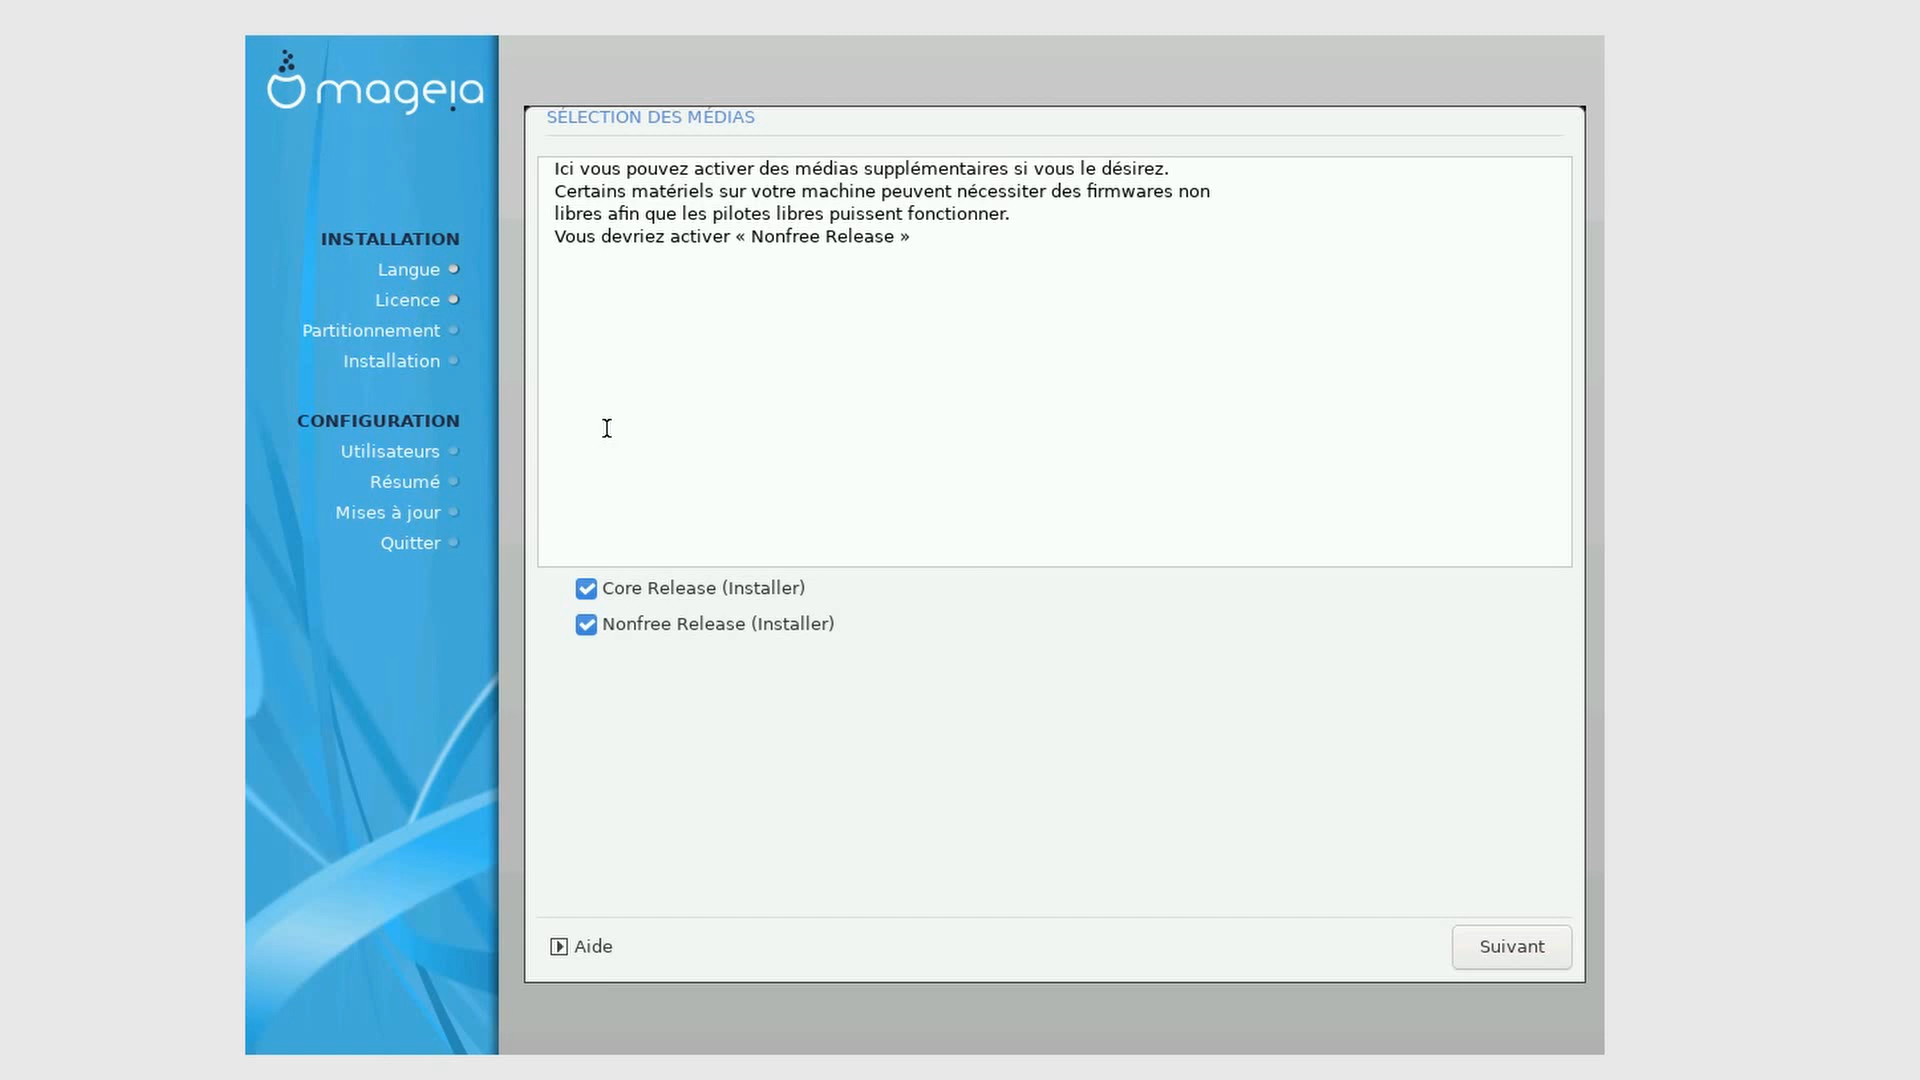 mageia
INSTALLATION
Langue
Licence
Partitionnement
Installation
CONFIGURATION
Utilisateurs
Résumé
Mises à jour
Quitter
SÉLECTION DES MÉDIAS
Ici vous pouvez activer des médias supplémentaires si vous le désirez.
Certains matériels sur votre machine peuvent nécessiter des firmwares non
libres afin que les pilotes libres puissent fonctionner.
Vous devriez activer « Nonfree Release »
Core Release (Installer)
Nonfree Release (Installer)
Aide
Suivant